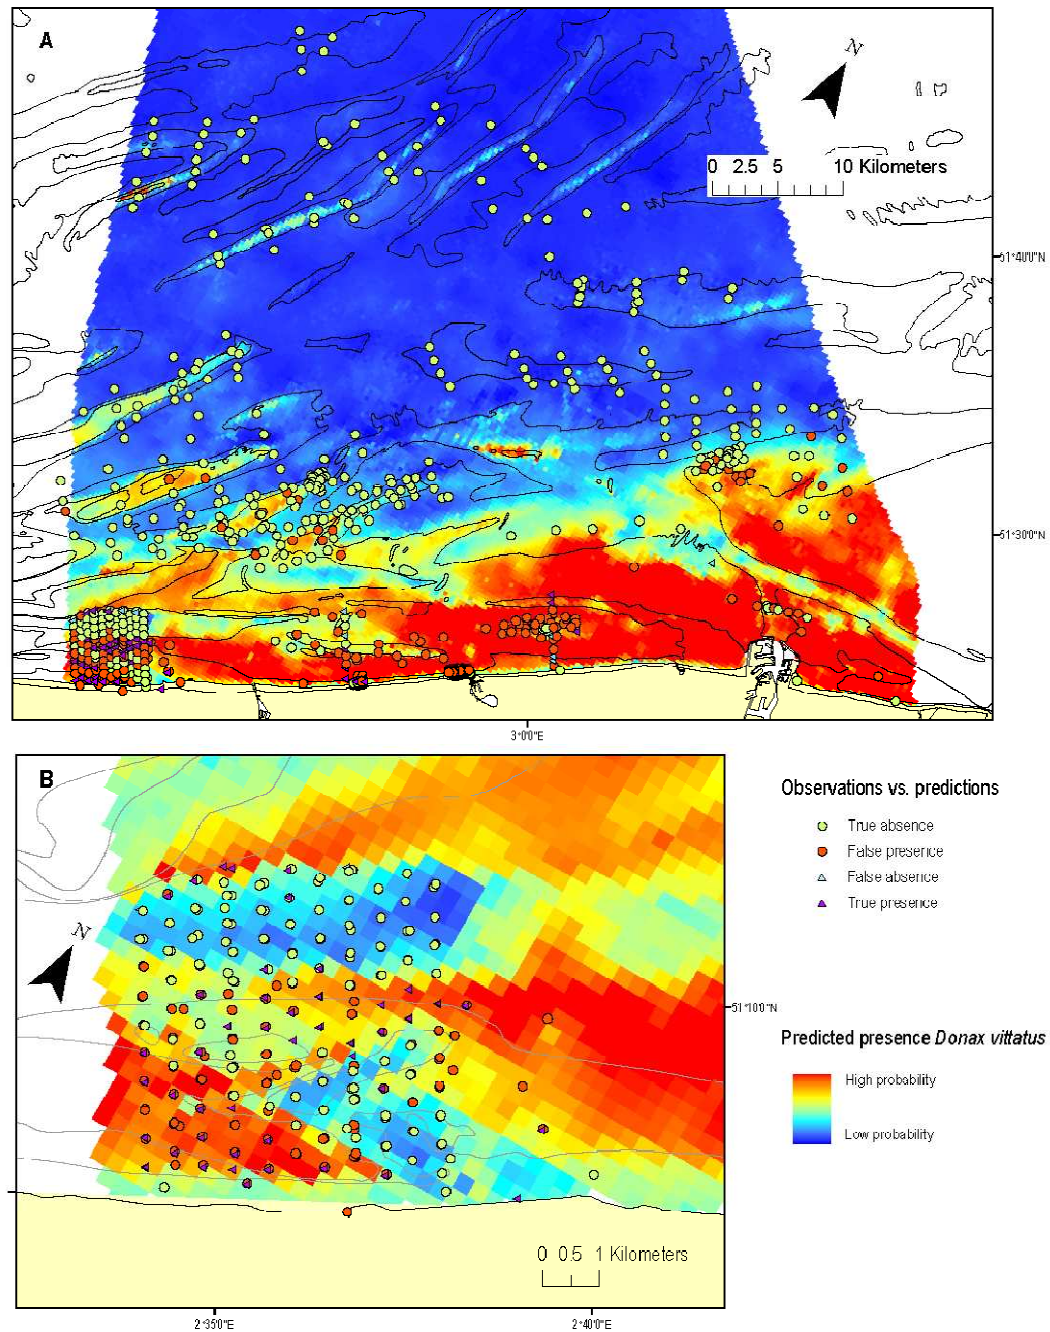 A
N
0 2.5 5 10 Kilometers
51°40'0"N
51°30'0"N
3°0'0"E
B
N
51°10'0"N
0 0.5 1 Kilometers
2°35'0"E
2°40'0"E
Observations vs. predictions
True absence
False presence
False absence
True presence
Predicted presence Donax vittatus
High probability
Low probability